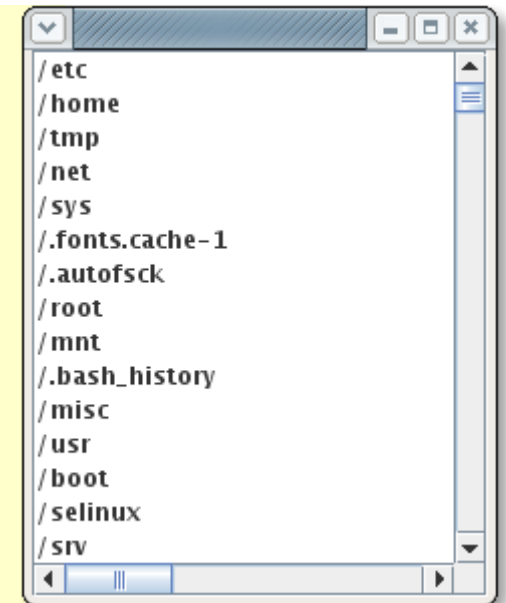 /etc
/home
/tmp
/net
/sys
/.fonts.cache-1
/.autofsck
/root
/mnt
/.bash_history
/misc
/usr
/boot
/selinux
/srv